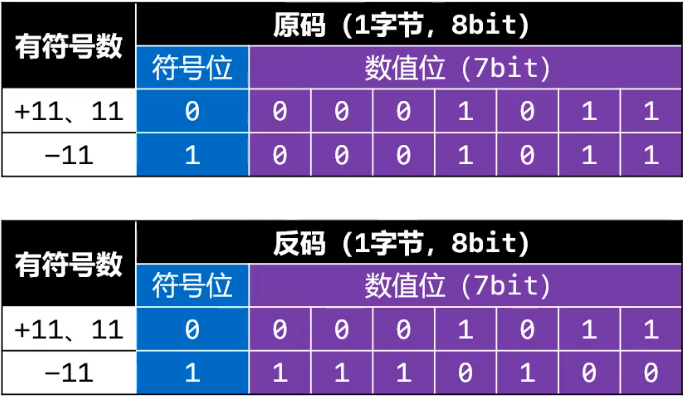 有符号数 原码（1字节，8bit）
符号位 数值位（7bit）
+11、11 0 0 0 0 1 0 1 1
−11 1 0 0 0 1 0 1 1
有符号数 反码（1字节，8bit）
符号位 数值位（7bit）
+11、11 0 0 0 0 1 0 1 1
−11 1 1 1 1 0 1 0 0